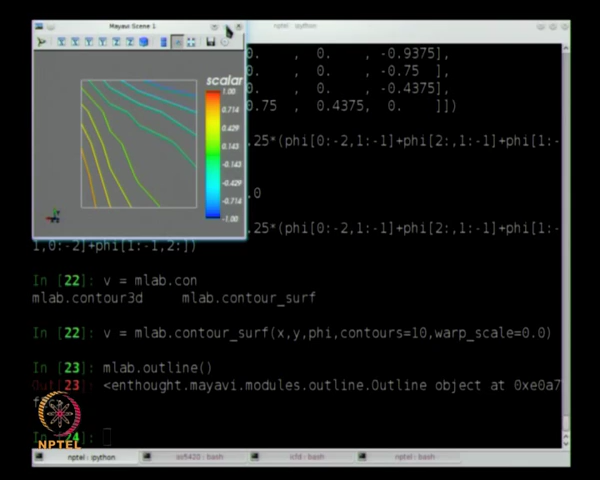 Mayavi Scene 1
nptel : ipython
scalar
1.00
0.714
0.429
0.143
-0.143
-0.429
-0.714
-1.00
0. , 0. , -0.9375],
0. , 0. , -0.75 ],
0. , 0. , -0.4375],
0.75 , 0.4375, 0. ]])
.25*(phi[0:-2,1:-1]+phi[2:,1:-1]+phi[1:-
.0
.25*(phi[0:-2,1:-1]+phi[2:,1:-1]+phi[1:-
1,0:-2]+phi[1:-1,2:])
In [22]: v = mlab.con
mlab.contour3d mlab.contour_surf
In [22]: v = mlab.contour_surf(x,y,phi,contours=10,warp_scale=0.0)
In [23]: mlab.outline()
Out[23]: <enthought.mayavi.modules.outline.Outline object at 0xe0a7
In [24]:
NPTEL
nptel : ipython
nptel : bash